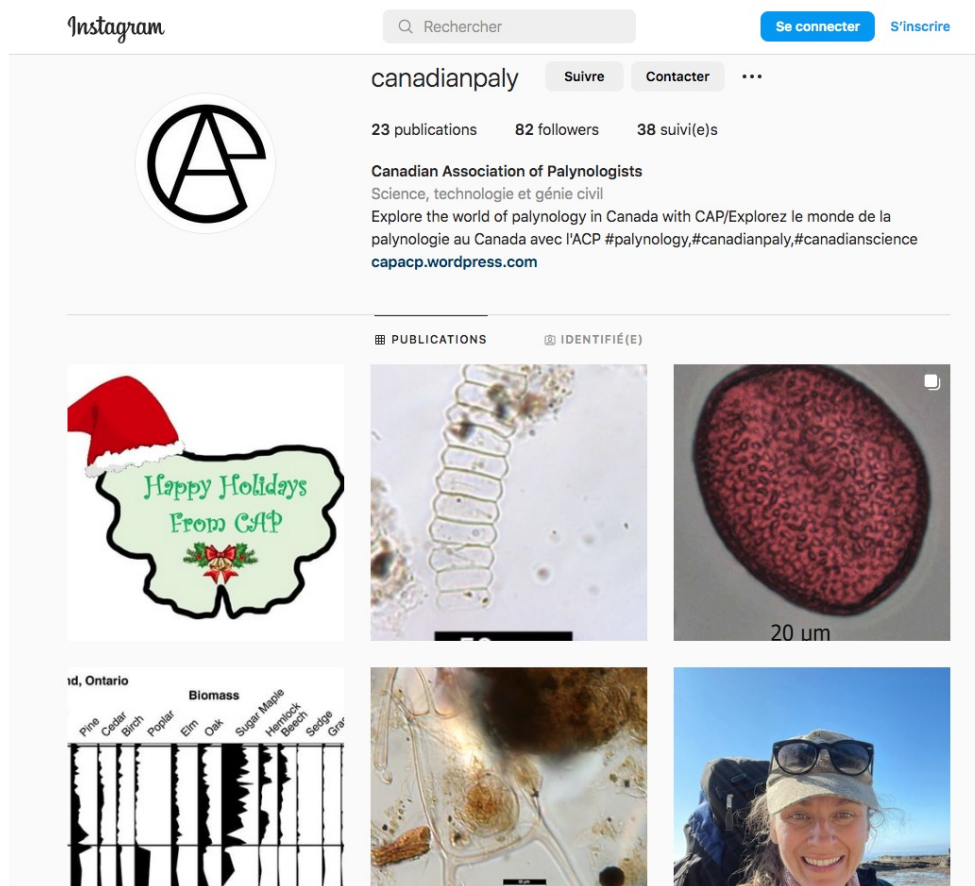 Instagram
Rechercher
Se connecter
S'inscrire
canadianpaly
Suivre
Contacter
23 publications
82 followers
38 suivi(e)s
Canadian Association of Palynologists
Science, technologie et génie civil
Explore the world of palynology in Canada with CAP/Explorez le monde de la
palynologie au Canada avec l'ACP #palynology,#canadianpaly,#canadianscience
capacp.wordpress.com
PUBLICATIONS
IDENTIFIÉ(E)
Happy Holidays
From CAP
20 µm
Ontario
Biomass
Pine
Cedar
Birch
Poplar
Elm
Oak
Sugar Maple
Hemlock
Beech
Sedge